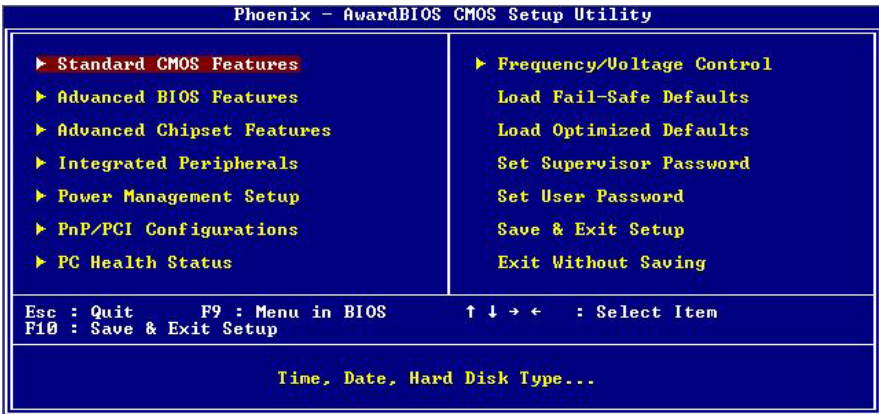 Phoenix - AwardBIOS CMOS Setup Utility
▶ Standard CMOS Features
▶ Advanced BIOS Features
▶ Advanced Chipset Features
▶ Integrated Peripherals
▶ Power Management Setup
▶ PnP/PCI Configurations
▶ PC Health Status
▶ Frequency/Voltage Control
Load Fail-Safe Defaults
Load Optimized Defaults
Set Supervisor Password
Set User Password
Save & Exit Setup
Exit Without Saving
Esc : Quit F9 : Menu in BIOS ↑ ↓ → ← : Select Item
F10 : Save & Exit Setup
Time, Date, Hard Disk Type...